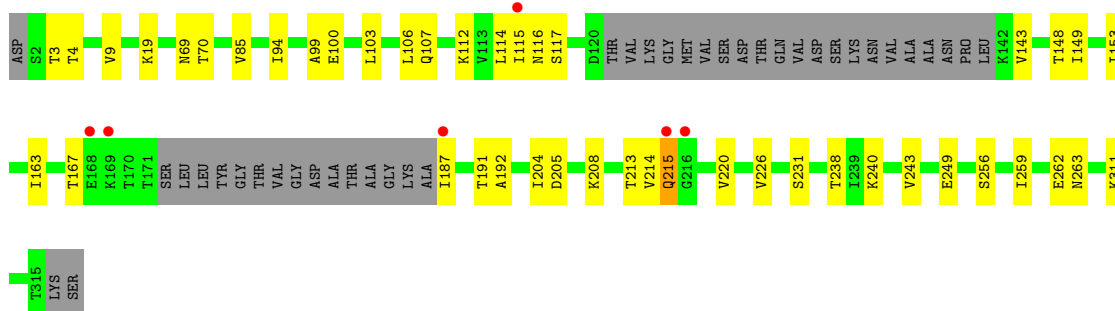 ASP S2 T3 T4 V9 K19 N69 T70 V85 I94 A99 E100 L103 L106 Q107 K112 V113 L114 I115 N116 S117 D120 THR VAL LYS GLY MET VAL SER ASP THR GLN VAL ASP SER LYS ASN VAL ALA ALA ASN PRO LEU K142 V143 T148 I149
I163 T167 E168 K169 T170 T171 SER LEU LEU TYR GLY THR VAL GLY ASP ALA THR ALA GLY LYS ALA I187 T191 A192 I204 D205 K208 T213 V214 Q215 G216 V220 V226 S231 T238 I239 K240 V243 E249 S256 I259 E262 N263 K311
T315 LYS SER